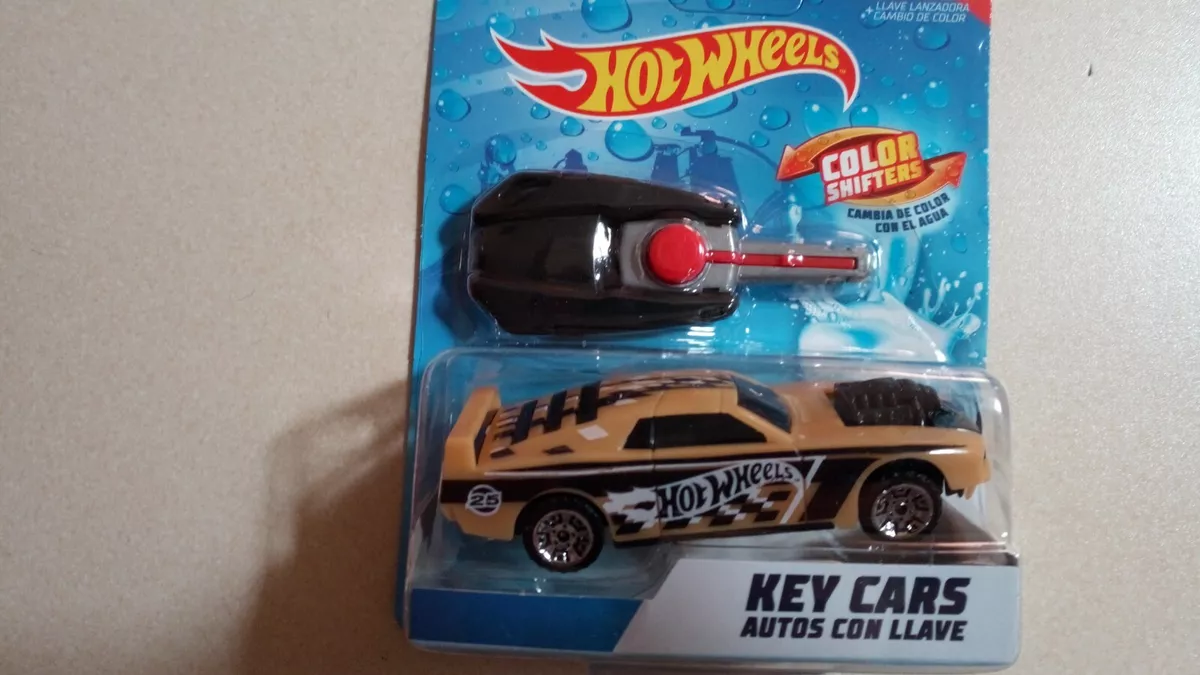 + LLAVE LANZADORA
CAMBIO DE COLOR
HOT WHEELS
COLOR
SHIFTERS
CAMBIA DE COLOR
CON EL AGUA
25
HOT WHEELS
KEY CARS
AUTOS CON LLAVE